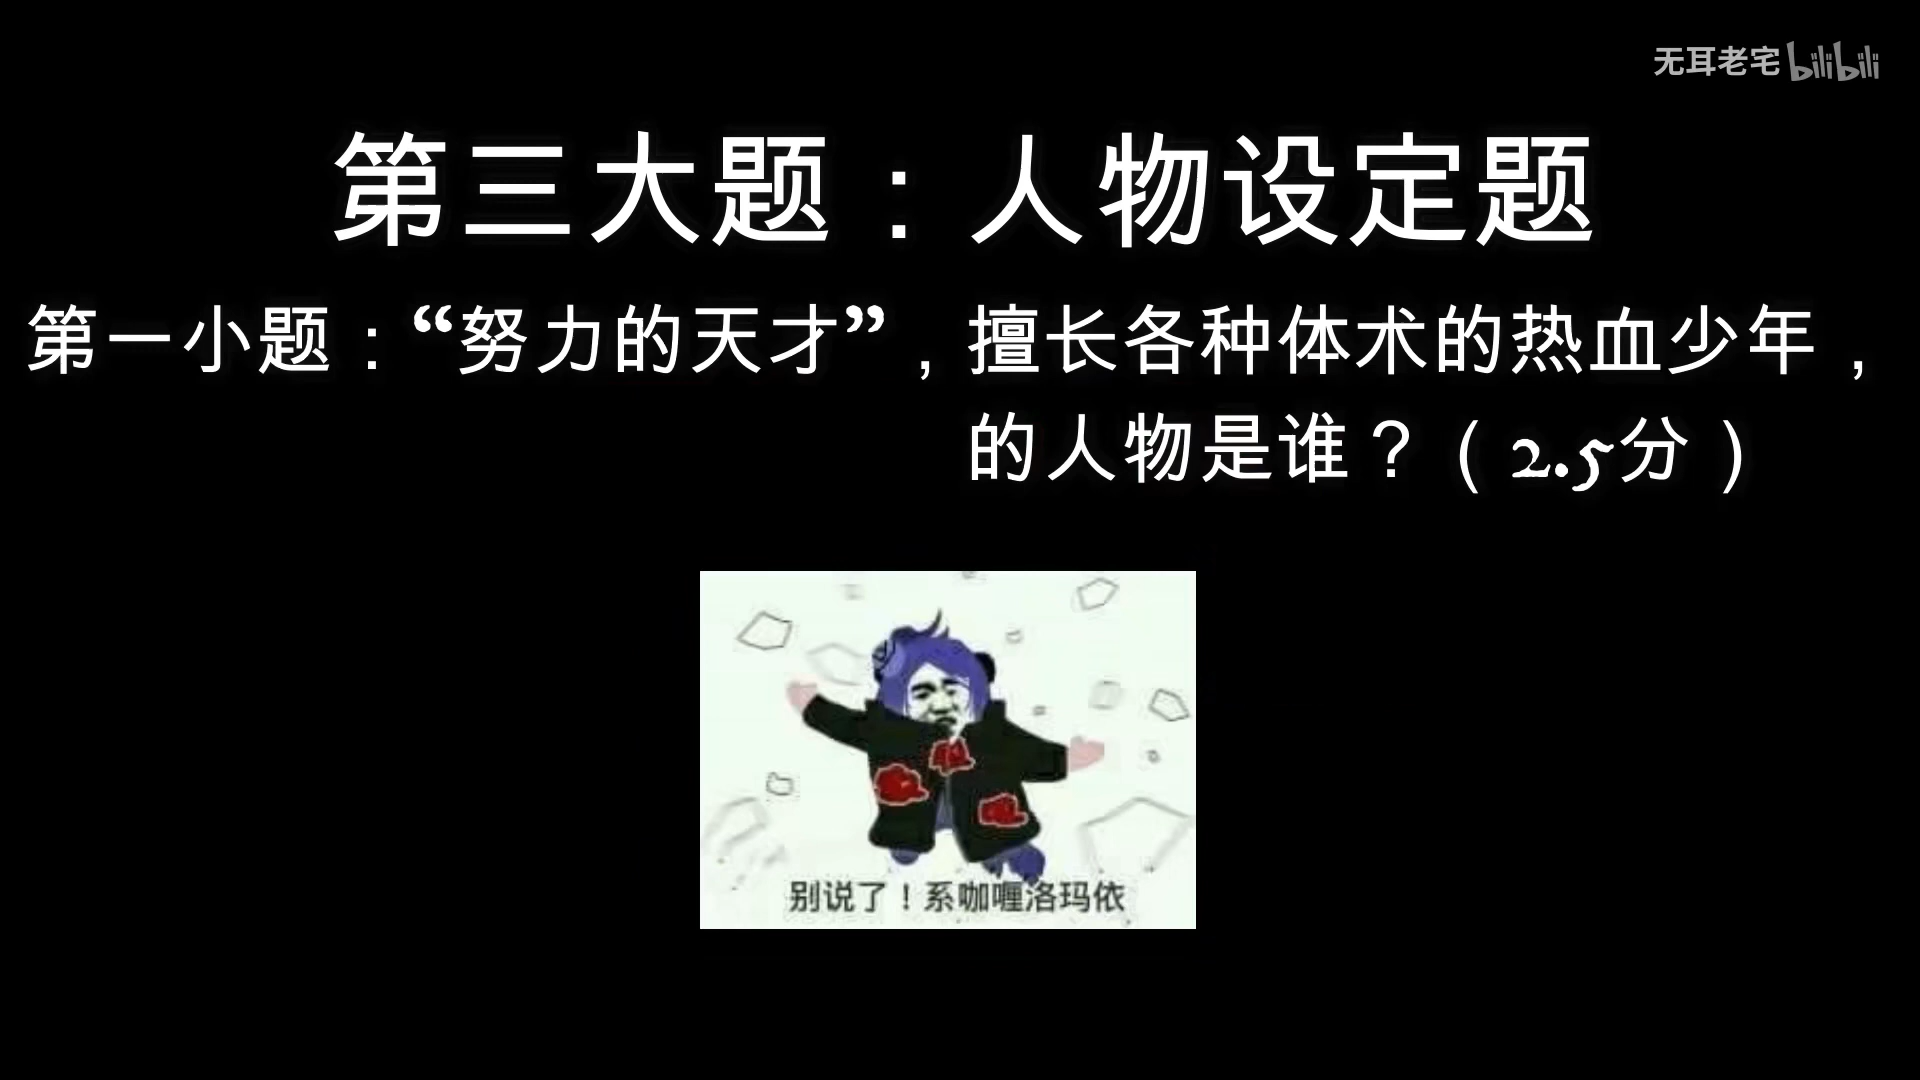 无耳老宅 bilibili
第三大题：人物设定题
第一小题：“努力的天才”，擅长各种体术的热血少年，
的人物是谁？（2.5分）
别说了！系咖喱洛玛依